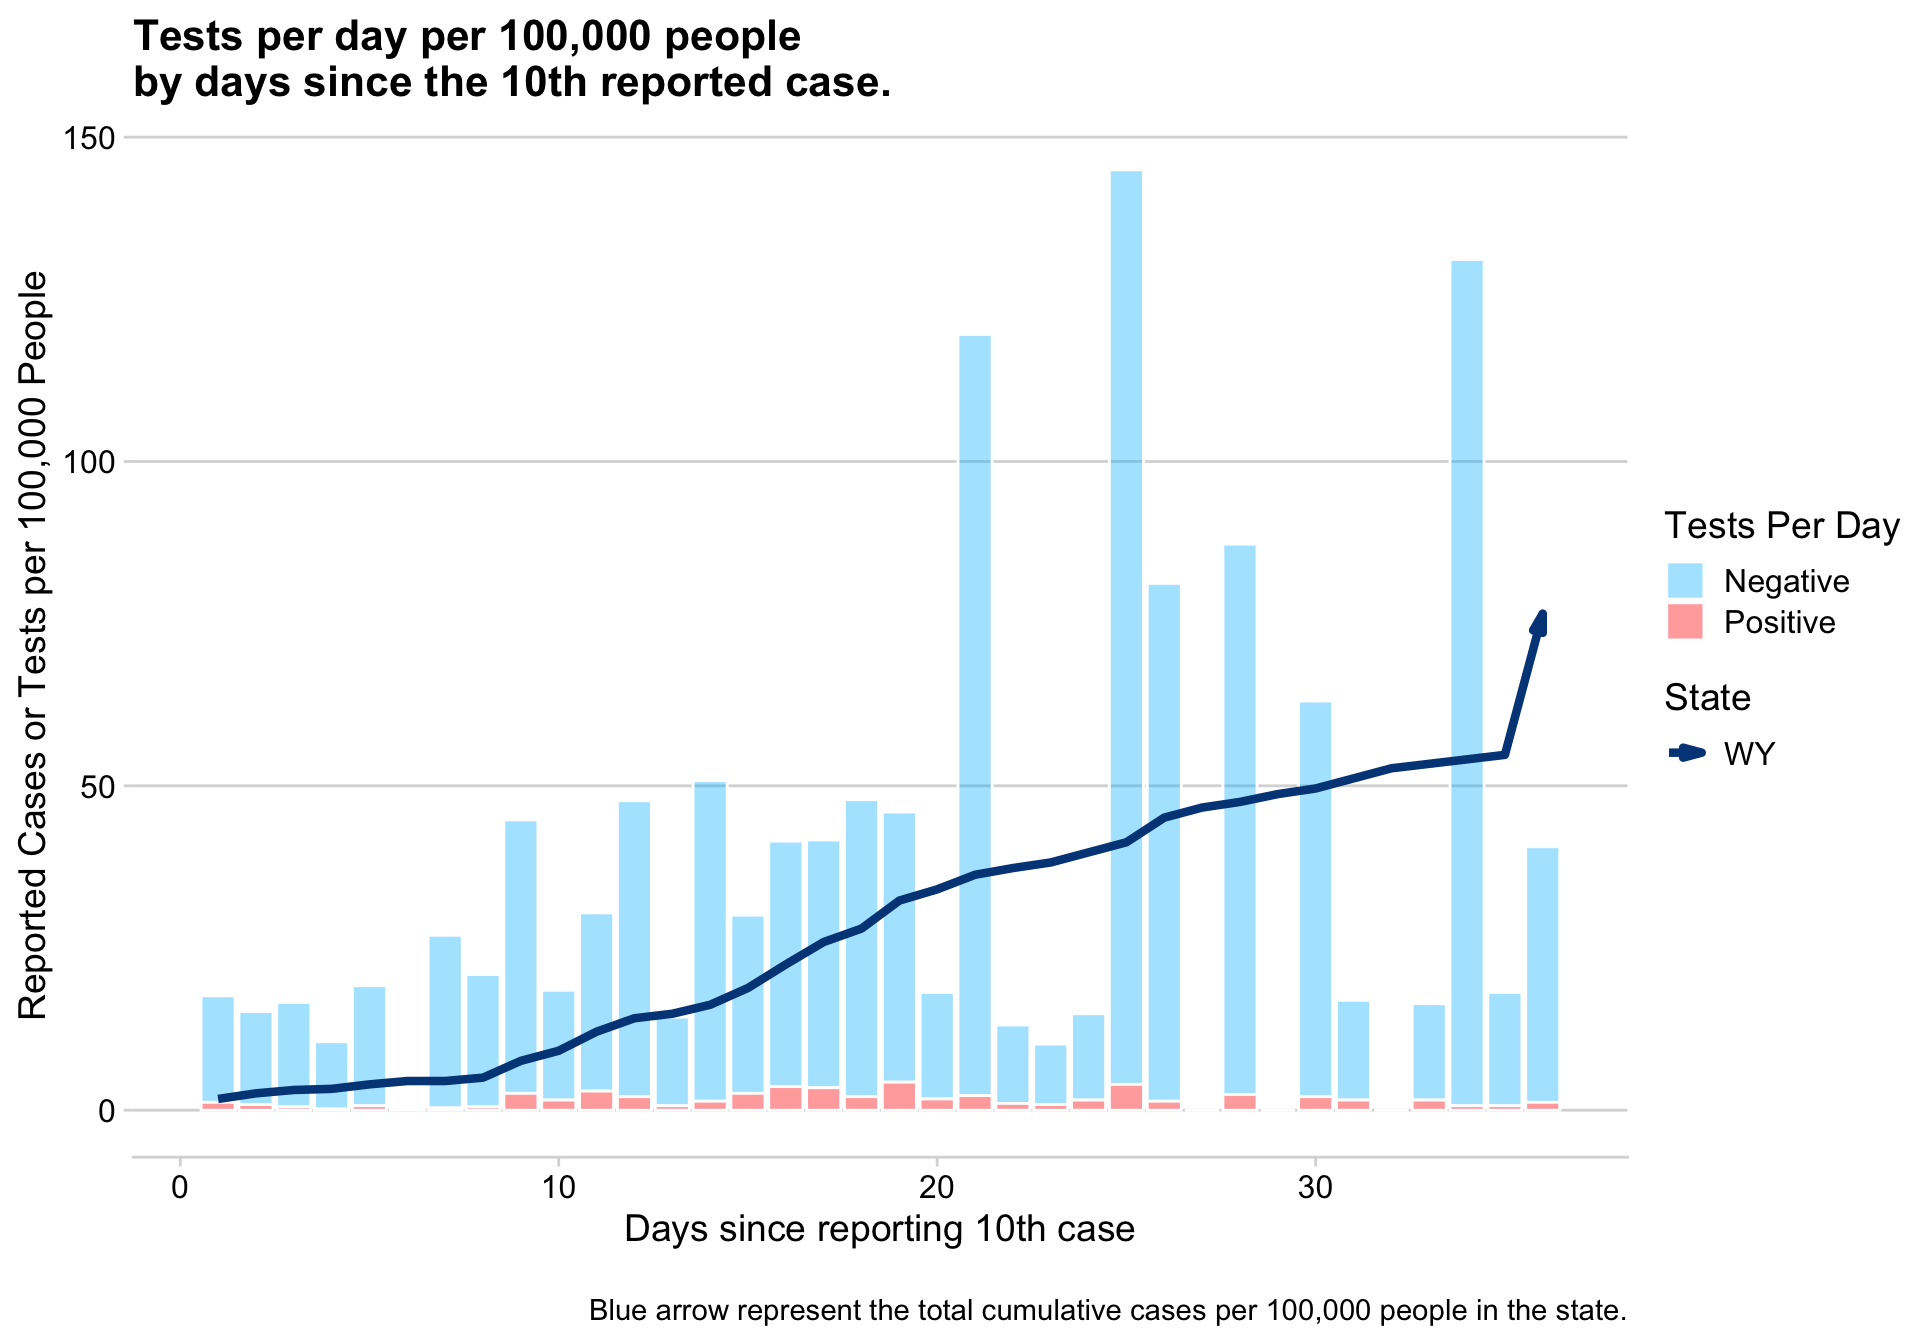 Tests per day per 100,000 people
by days since the 10th reported case.
Reported Cases or Tests per 100,000 People
150
100
50
0
0
10
20
30
Days since reporting 10th case
Tests Per Day
Negative
Positive
State
WY
Blue arrow represent the total cumulative cases per 100,000 people in the state.